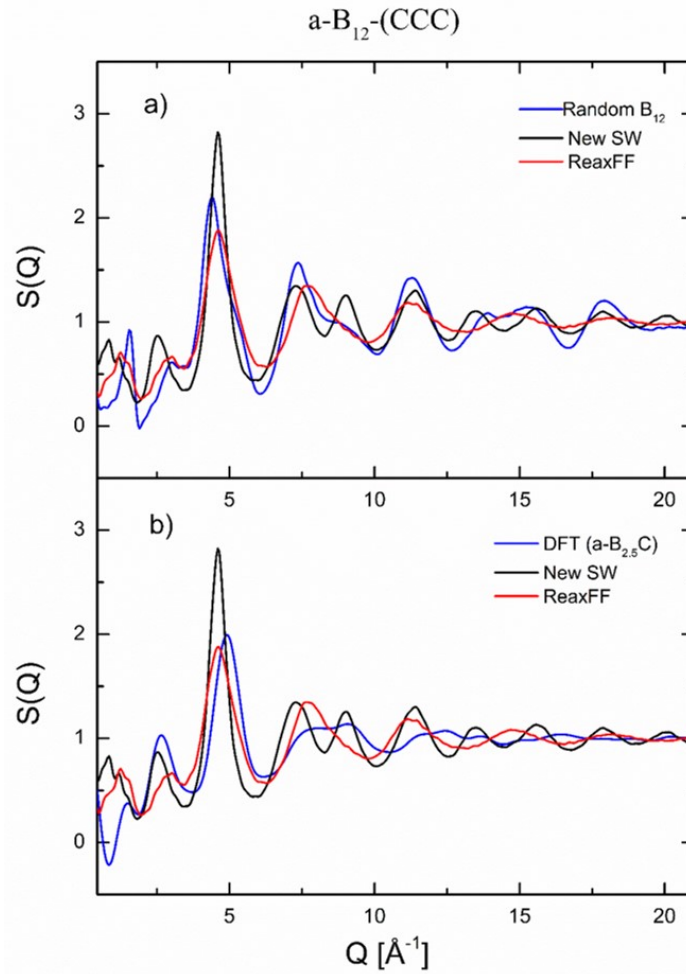 a-B₁₂-(CCC)
a)
Random B₁₂
New SW
ReaxFF
S(Q)
3
2
1
0
5
10
15
20
b)
DFT (a-B₂.₅C)
New SW
ReaxFF
S(Q)
3
2
1
0
5
10
15
20
Q [Å⁻¹]